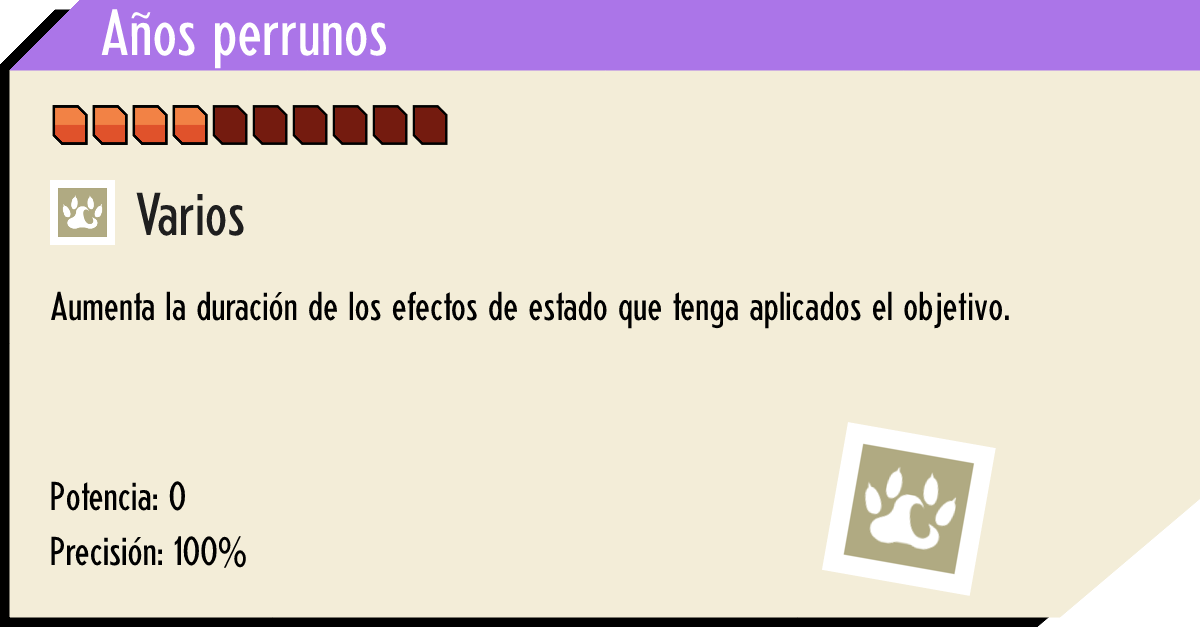 Años perrunos
Varios
Aumenta la duración de los efectos de estado que tenga aplicados el objetivo.
Potencia: 0
Precisión: 100%